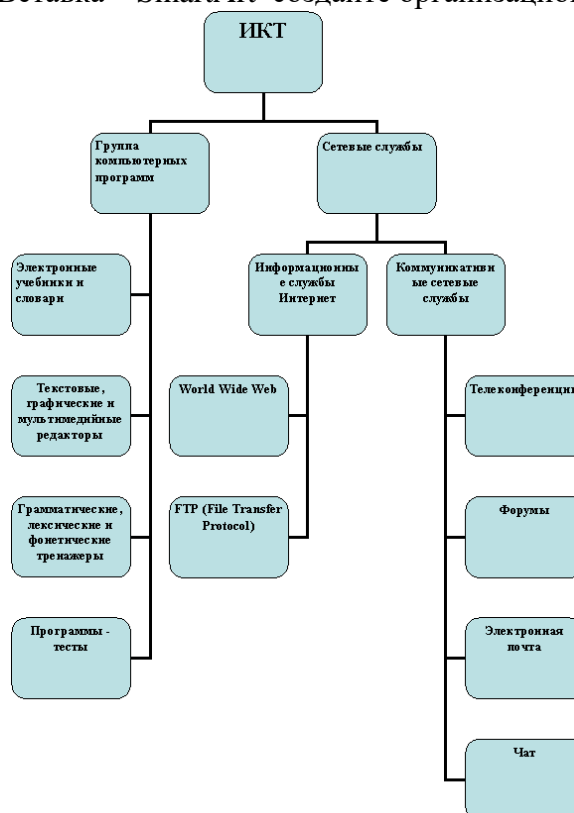 Вставка – SmartArt создайте организацион
ИКТ
Группа
компьютерных
программ
Сетевые службы
Электронные
учебники и
словари
Информационны
е службы
Интернет
Коммуникативн
ые сетевые
службы
Текстовые,
графические и
мультимедийные
редакторы
World Wide Web
Телеконференции
Грамматические,
лексические и
фонетические
тренажеры
FTP (File Transfer
Protocol)
Форумы
Программы -
тесты
Электронная
почта
Чат